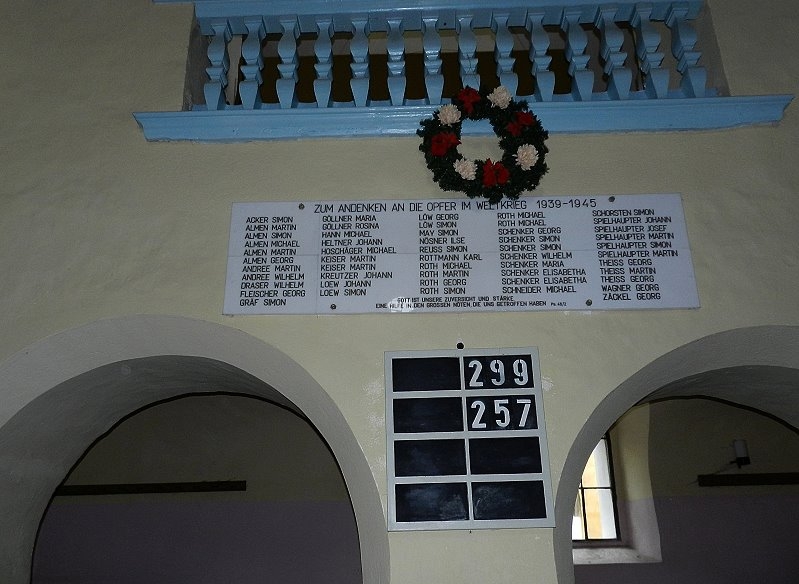 ZUM ANDENKEN AN DIE OPFER IM WELTKRIEG 1939-1945
ACKER SIMON
ALMEN MARTIN
ALMEN SIMON
ALMEN MICHAEL
ALMEN MARTIN
ALMEN GEORG
ANDREE MARTIN
ANDREE WILHELM
DRASER WILHELM
FLEISCHER GEORG
GRÄF SIMON
GÖLLNER MARIA
GÖLLNER ROSINA
HANN MICHAEL
HELTNER JOHANN
HOSCHÄGER MICHAEL
KEISER MARTIN
KEISER MARTIN
KREUTZER JOHANN
LOEW JOHANN
LOEW SIMON
LÖW GEORG
LÖW SIMON
MAY SIMON
NÖSNER ILSE
REUSS SIMON
ROTTMANN KARL
ROTH MICHAEL
ROTH MARTIN
ROTH GEORG
ROTH SIMON
ROTH MICHAEL
ROTH MICHAEL
SCHENKER GEORG
SCHENKER SIMON
SCHENKER SIMON
SCHENKER WILHELM
SCHENKER MARIA
SCHENKER ELISABETHA
SCHENKER ELISABETHA
SCHNEIDER MICHAEL
SCHORSTEN SIMON
SPIELHAUPTER JOHANN
SPIELHAUPTER JOSEF
SPIELHAUPTER MARTIN
SPIELHAUPTER SIMON
SPIELHAUPTER MARTIN
THEISS GEORG
THEISS MARTIN
THEISS GEORG
WAGNER GEORG
ZÄCKEL GEORG
GOTT IST UNSERE ZUVERSICHT UND STÄRKE
EINE HILFE IN DEN GROSSEN NÖTEN, DIE UNS GETROFFEN HABEN Ps. 46/2
299
257